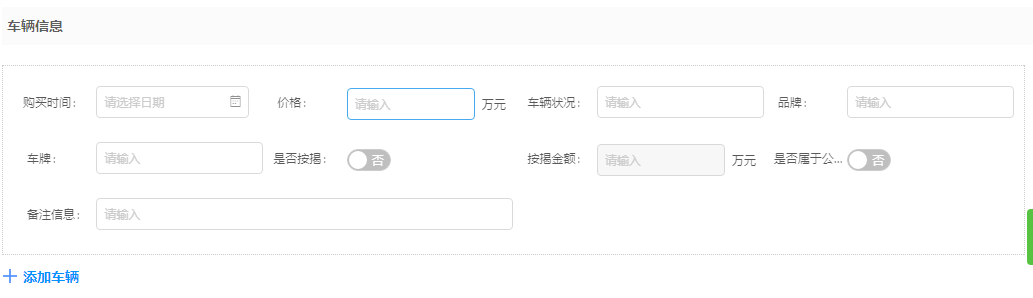 车辆信息
购买时间: 请选择日期 价格: 请输入 万元 车辆状况: 请输入 品牌: 请输入
车牌: 请输入 是否按揭: 否 按揭金额: 请输入 万元 是否属于公... 否
备注信息: 请输入
添加车辆